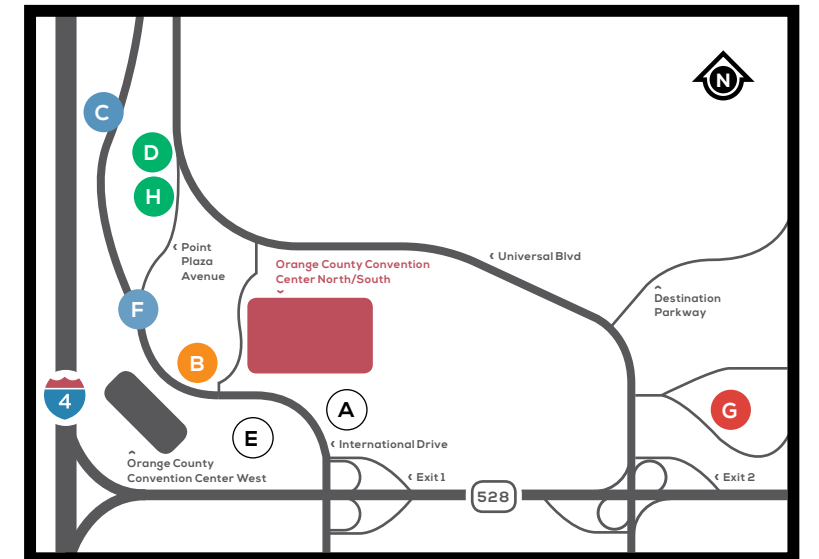 N
C
D
H
‹ Point
Plaza
Avenue
‹ Universal Blvd
Orange County Convention
Center North/South
Destination
Parkway
F
B
4
A
G
E
‹ International Drive
Orange County
Convention Center West
‹ Exit 1
‹ Exit 2
528